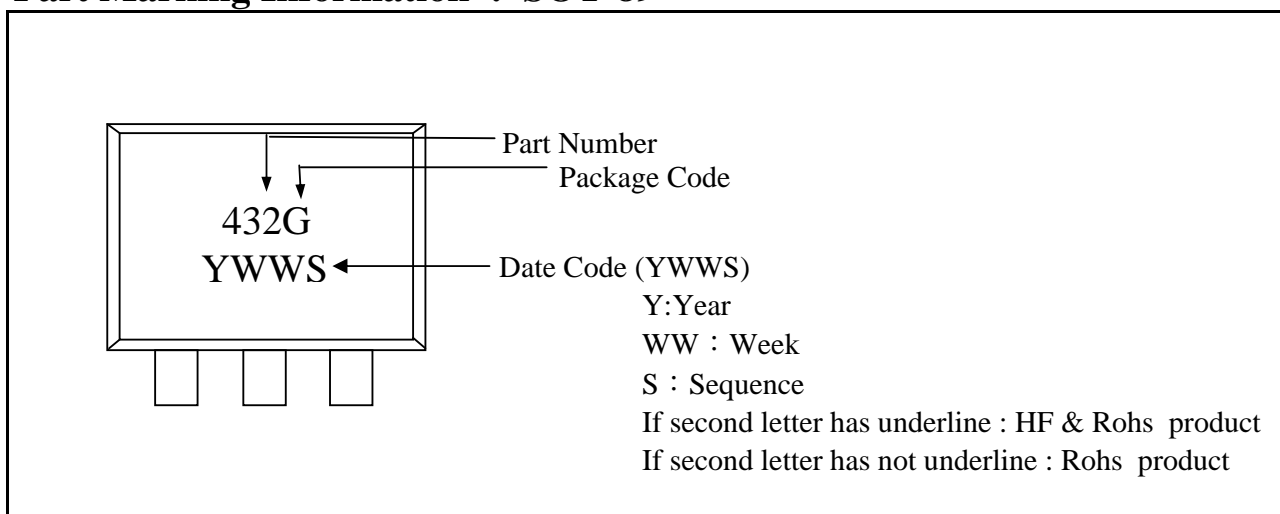 432G
YWWS
Part Number
Package Code
Date Code (YWWS)
Y:Year
WW：Week
S：Sequence
If second letter has underline : HF & Rohs product
If second letter has not underline : Rohs product